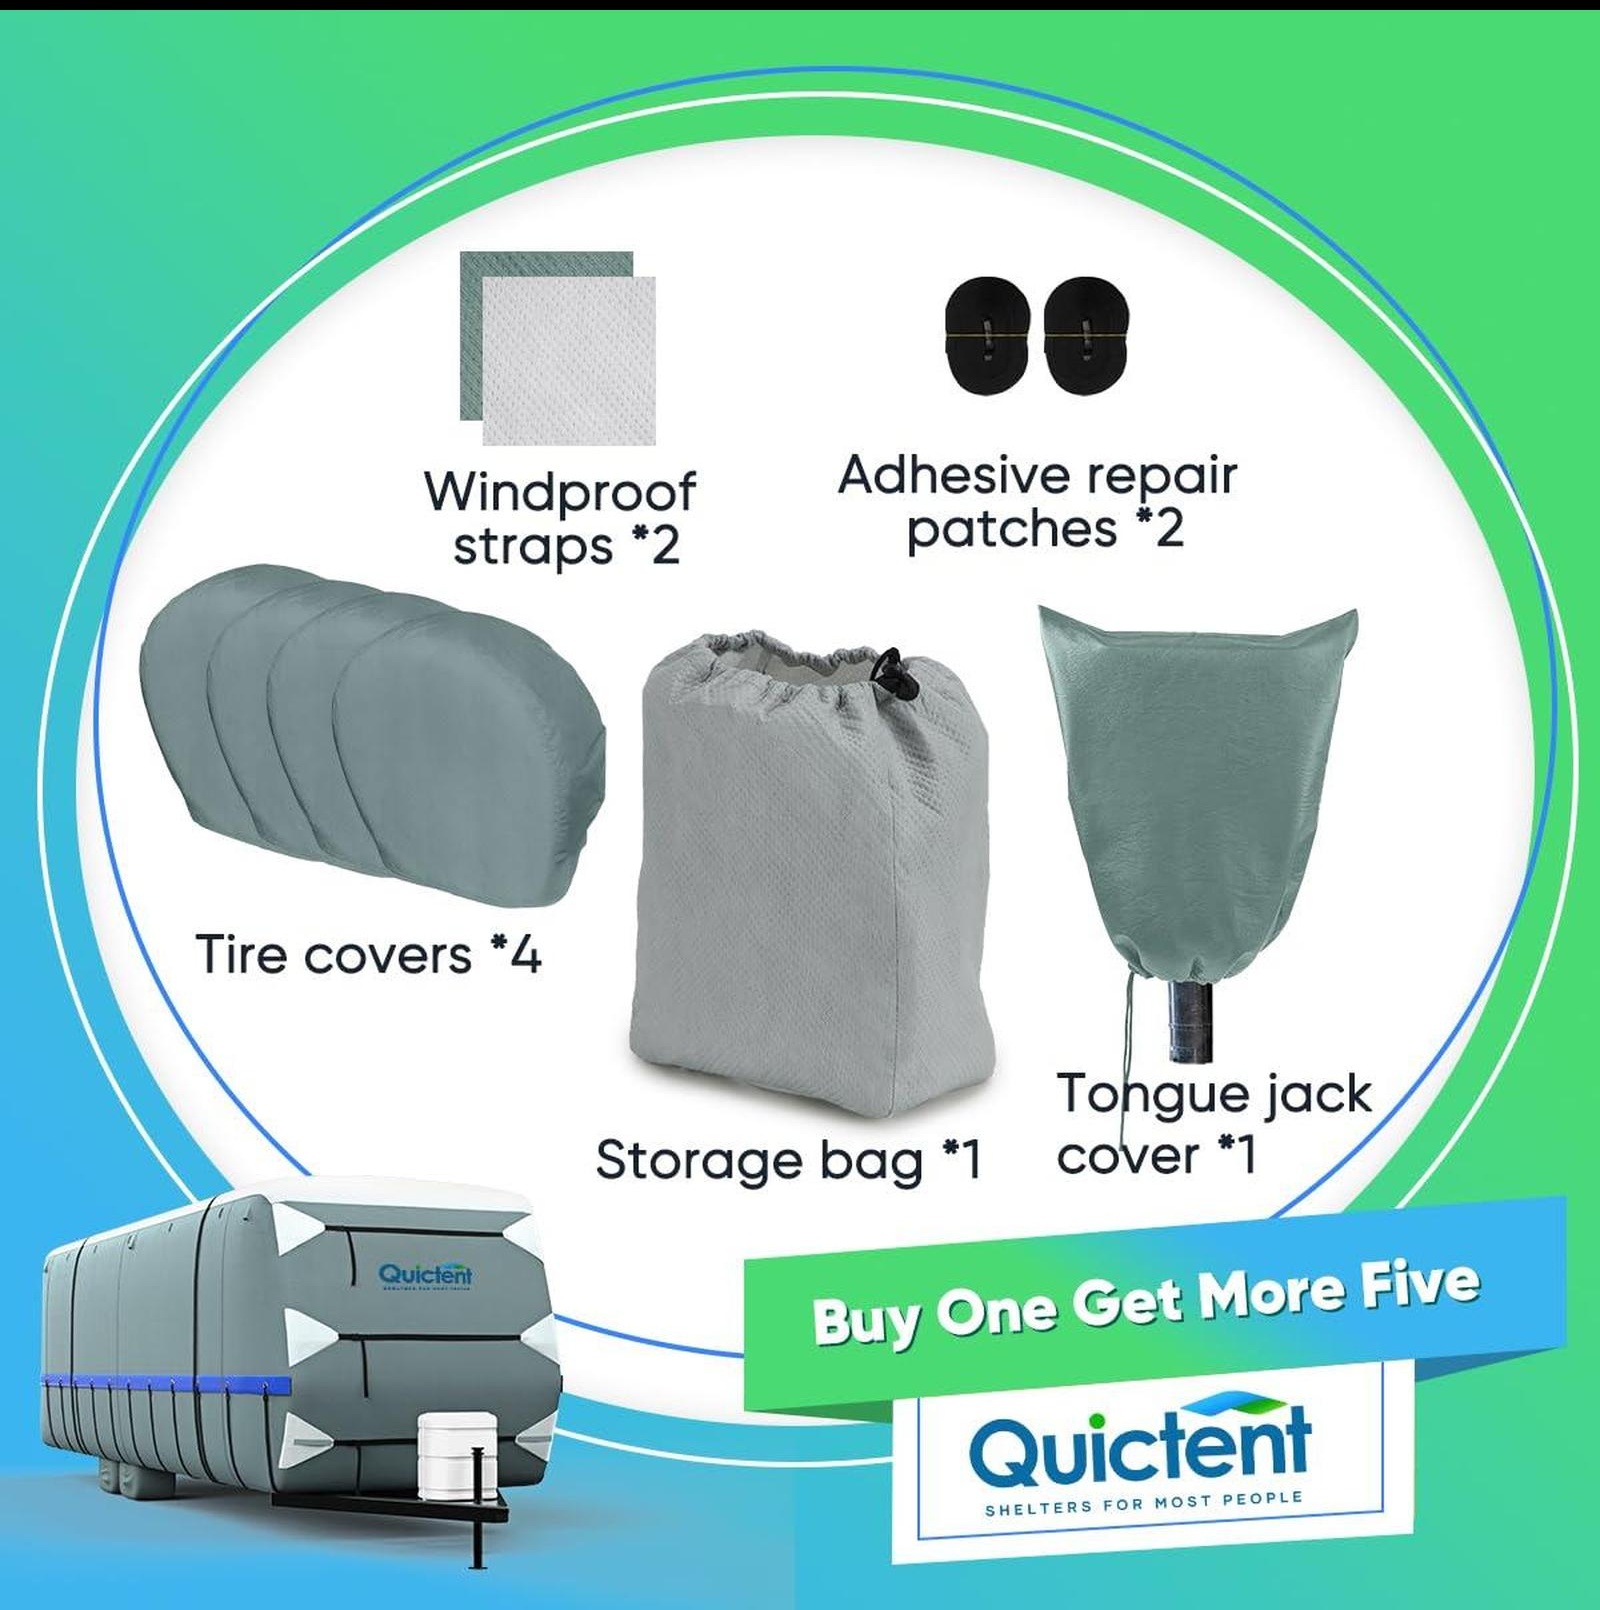 Windproof
straps *2
Adhesive repair
patches *2
Tire covers *4
Storage bag *1
Tongue jack
cover *1
Quictent
Buy One Get More Five
Quictent
SHELTERS FOR MOST PEOPLE